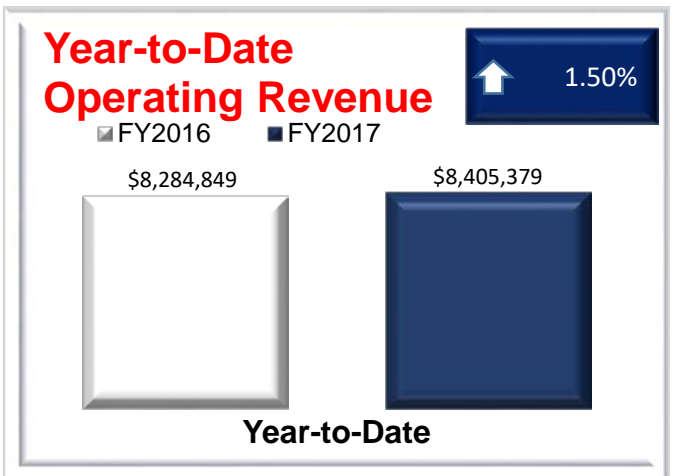 Year-to-Date
Operating Revenue
1.50%
FY2016 FY2017
$8,284,849
$8,405,379
Year-to-Date